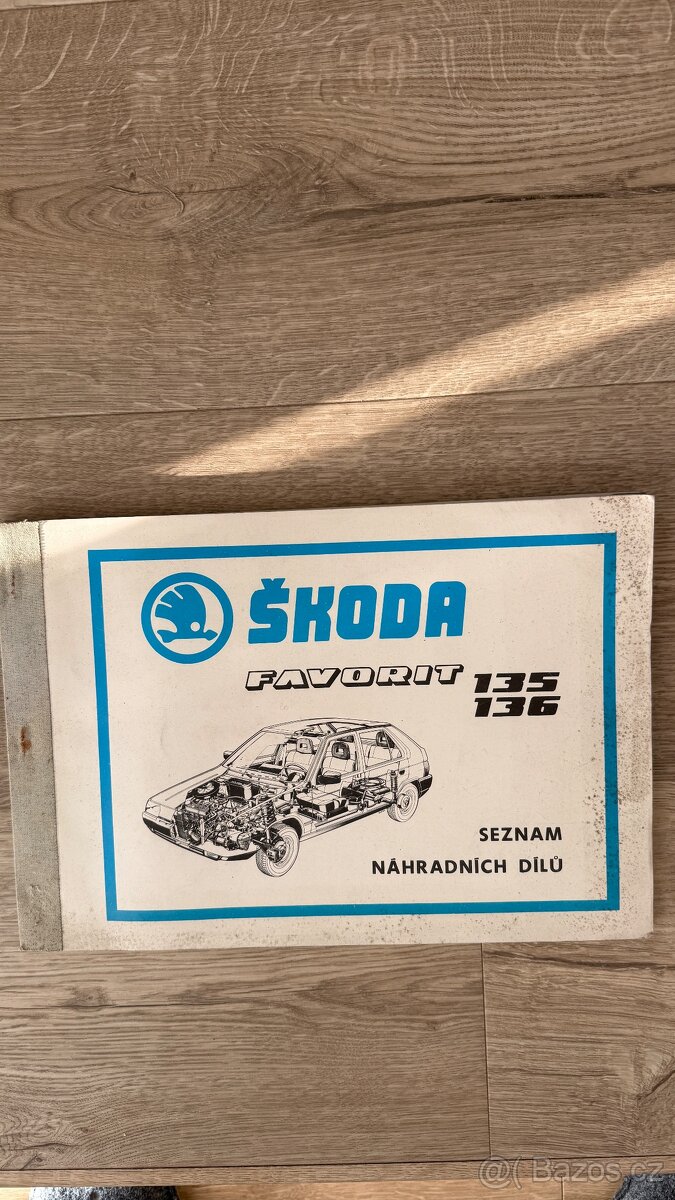 ŠKODA
FAVORIT 135
136
SEZNAM
NÁHRADNÍCH DÍLŮ
@ Bazos.cz